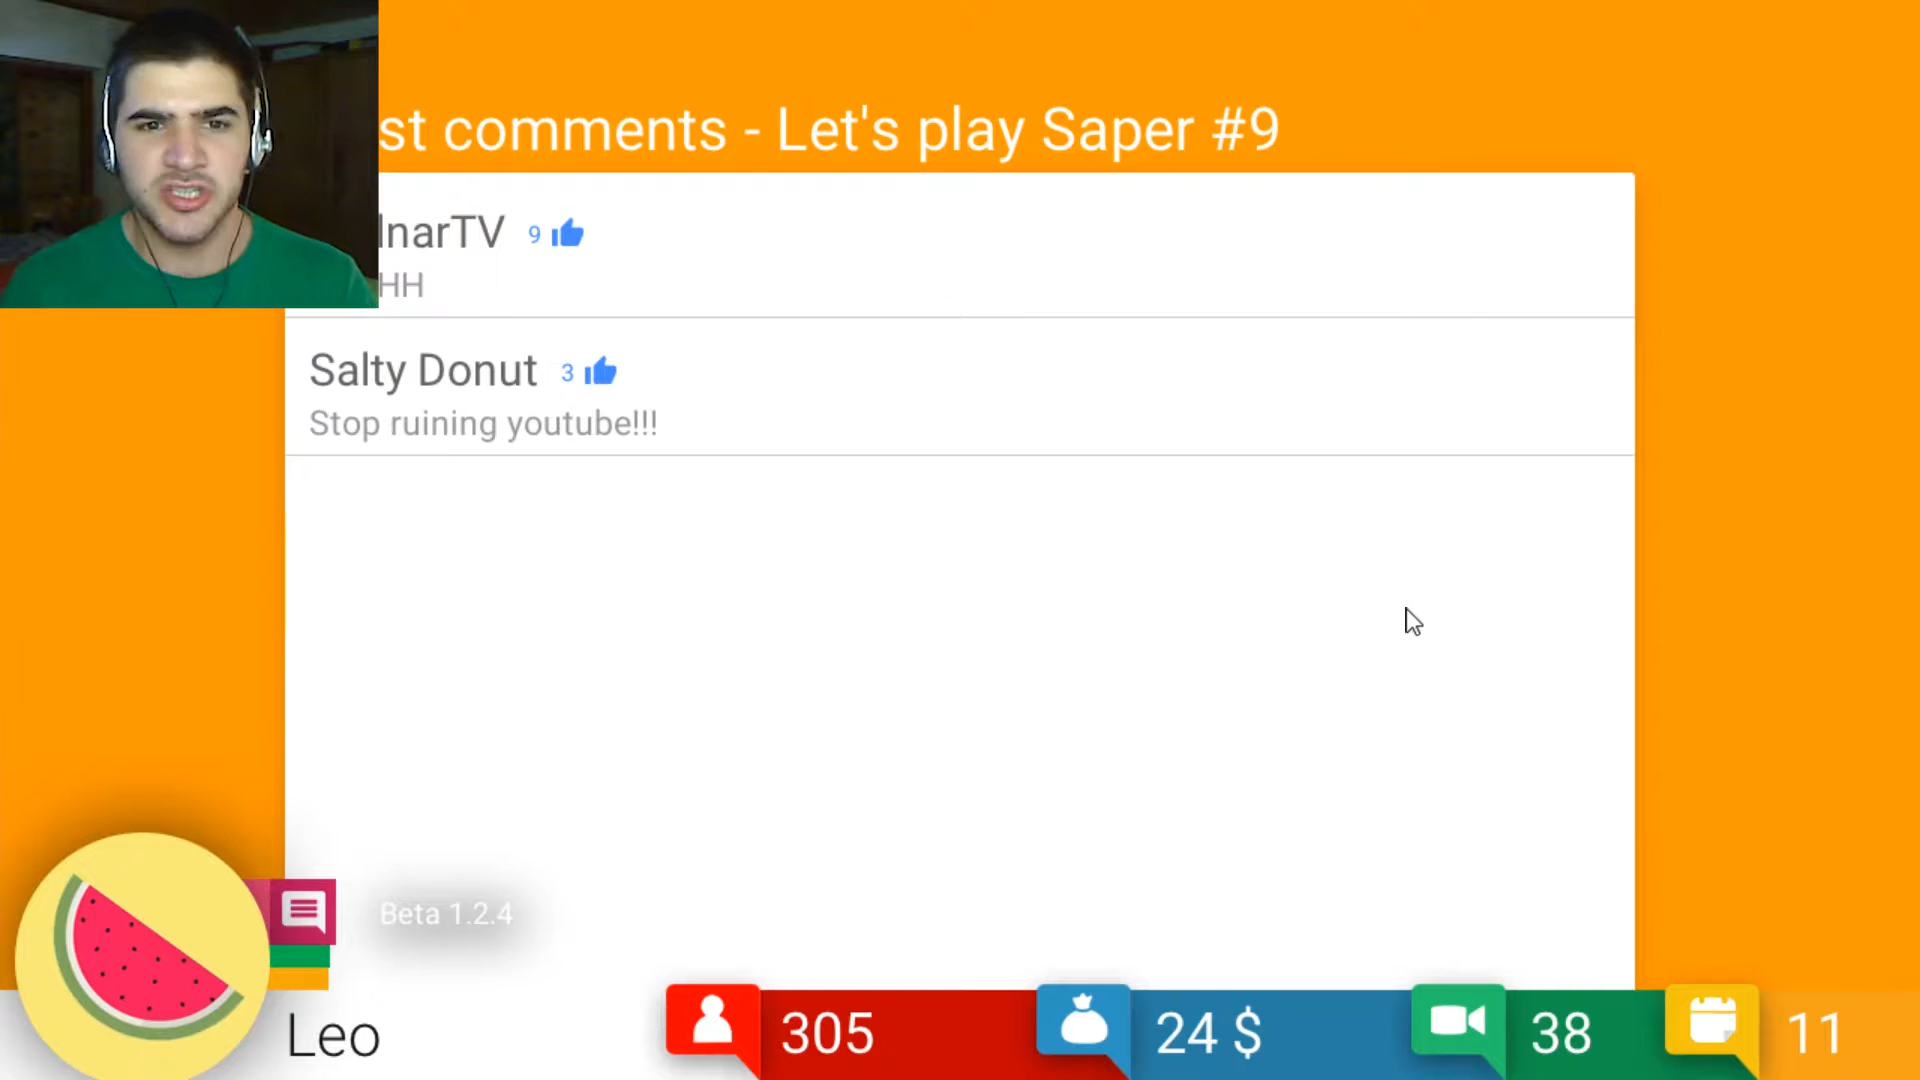 st comments - Let's play Saper #9
lnarTV 9
HH
Salty Donut 3
Stop ruining youtube!!!
Beta 1.2.4
Leo
305
24 $
38
11